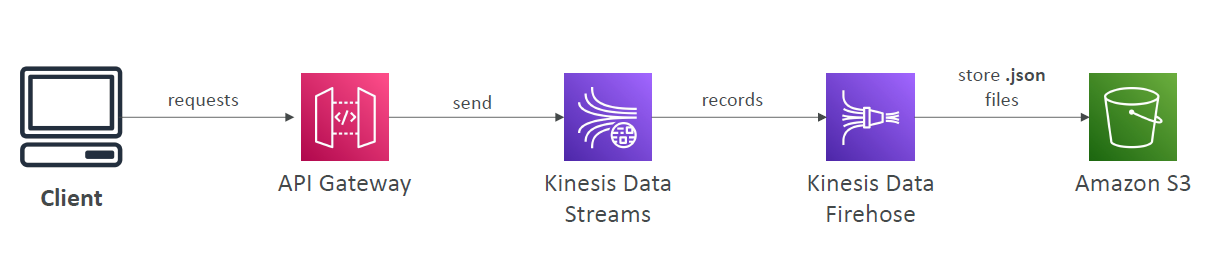 requests
send
records
store .json
files
Client
API Gateway
Kinesis Data
Streams
Kinesis Data
Firehose
Amazon S3